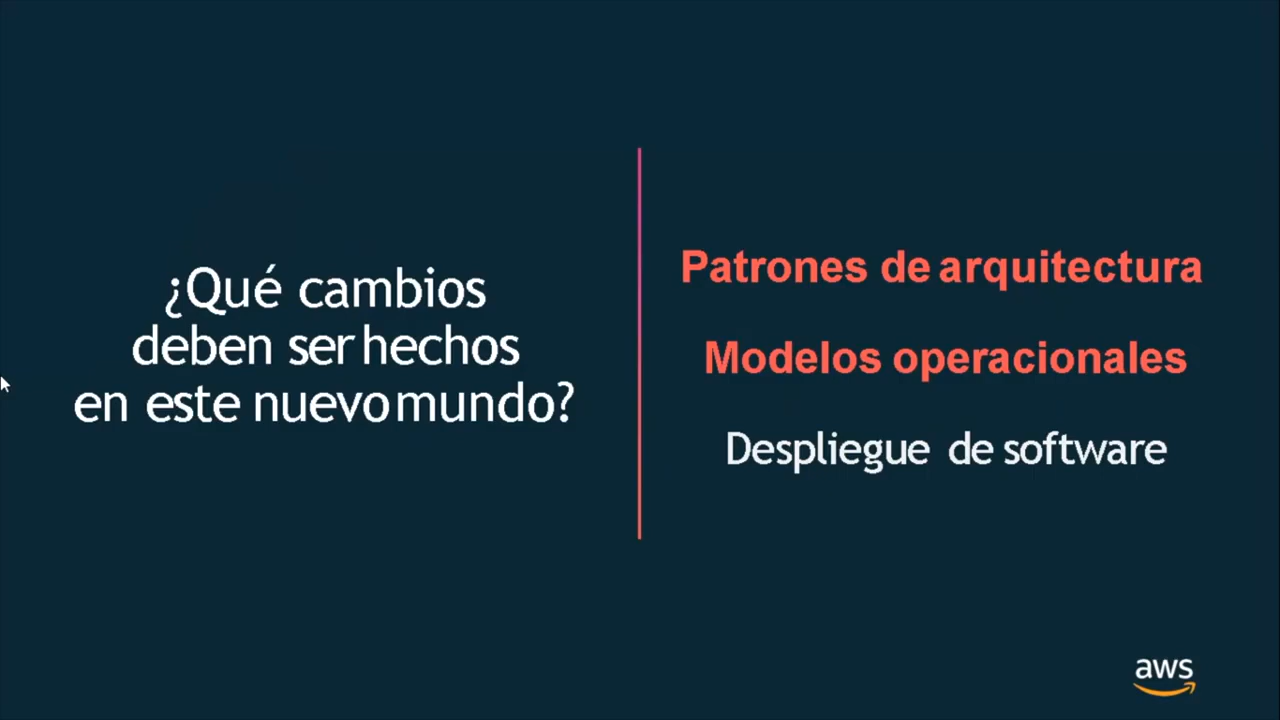 ¿Qué cambios
deben ser hechos
en este nuevo mundo?
Patrones de arquitectura
Modelos operacionales
Despliegue de software
aws